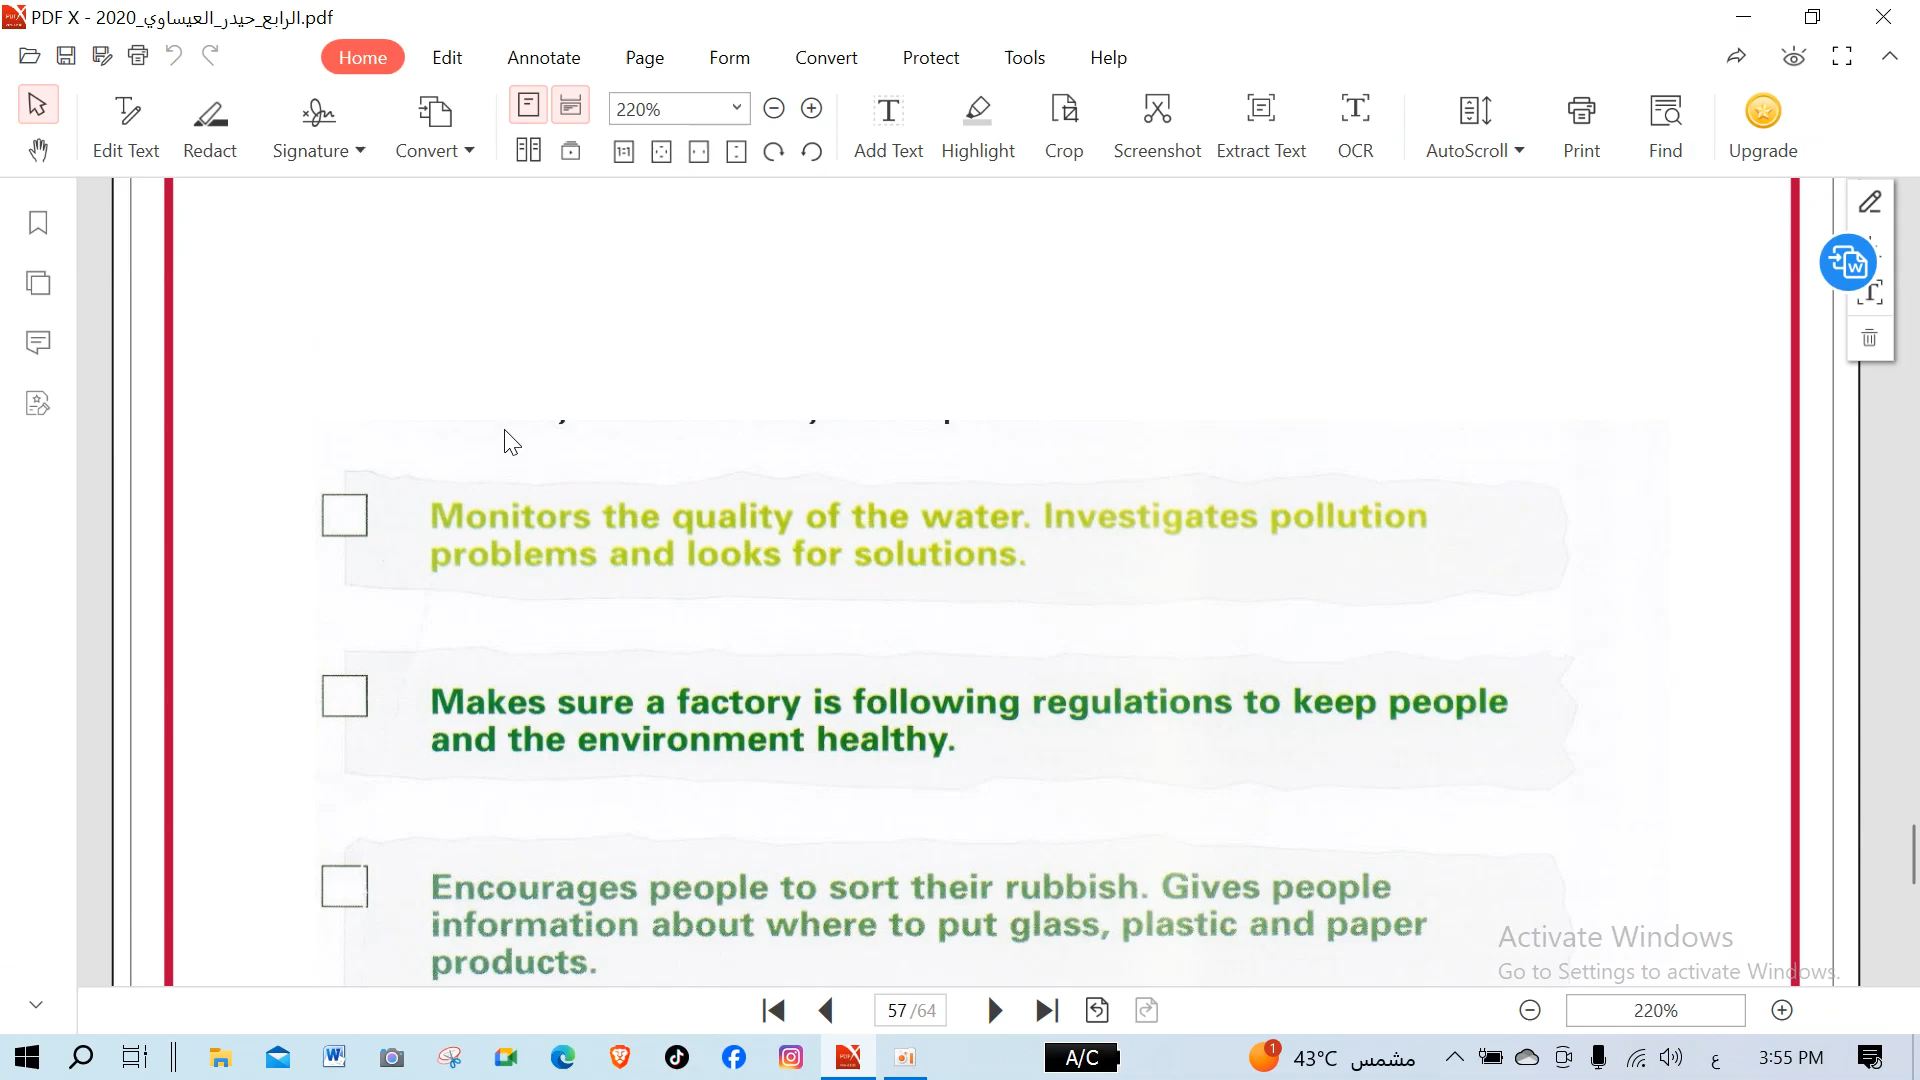 PDF X - 2020_الرابع_حيدر_العيساوي.pdf
Home Edit Annotate Page Form Convert Protect Tools Help
220%
Edit Text Redact Signature Convert Add Text Highlight Crop Screenshot Extract Text OCR AutoScroll Print Find Upgrade
Monitors the quality of the water. Investigates pollution
problems and looks for solutions.
Makes sure a factory is following regulations to keep people
and the environment healthy.
Encourages people to sort their rubbish. Gives people
information about where to put glass, plastic and paper
products.
Activate Windows
Go to Settings to activate Windows.
57 /64
220%
A/C
1
43°C مشمس
ع
3:55 PM